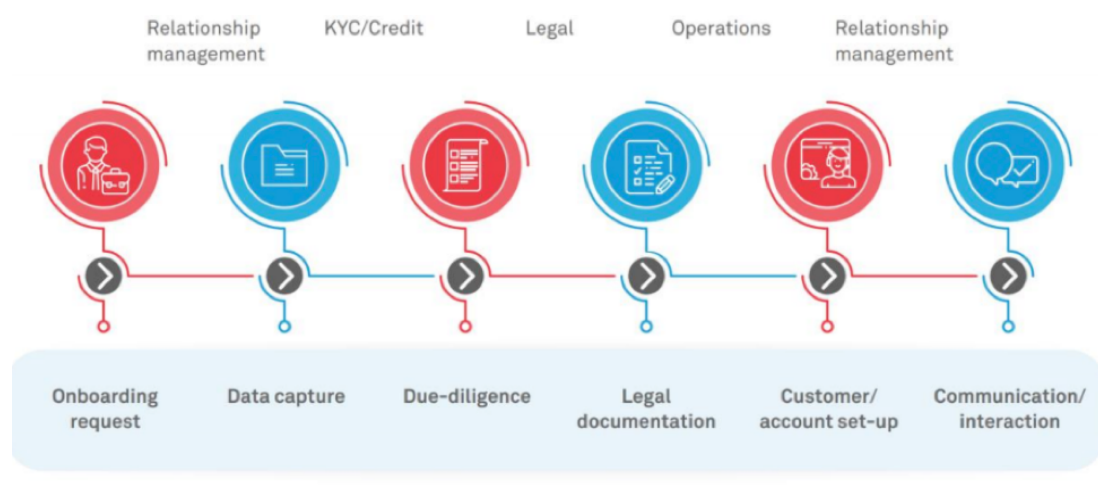 Relationship
management
KYC/Credit
Legal
Operations
Relationship
management
Onboarding
request
Data capture
Due-diligence
Legal
documentation
Customer/
account set-up
Communication/
interaction